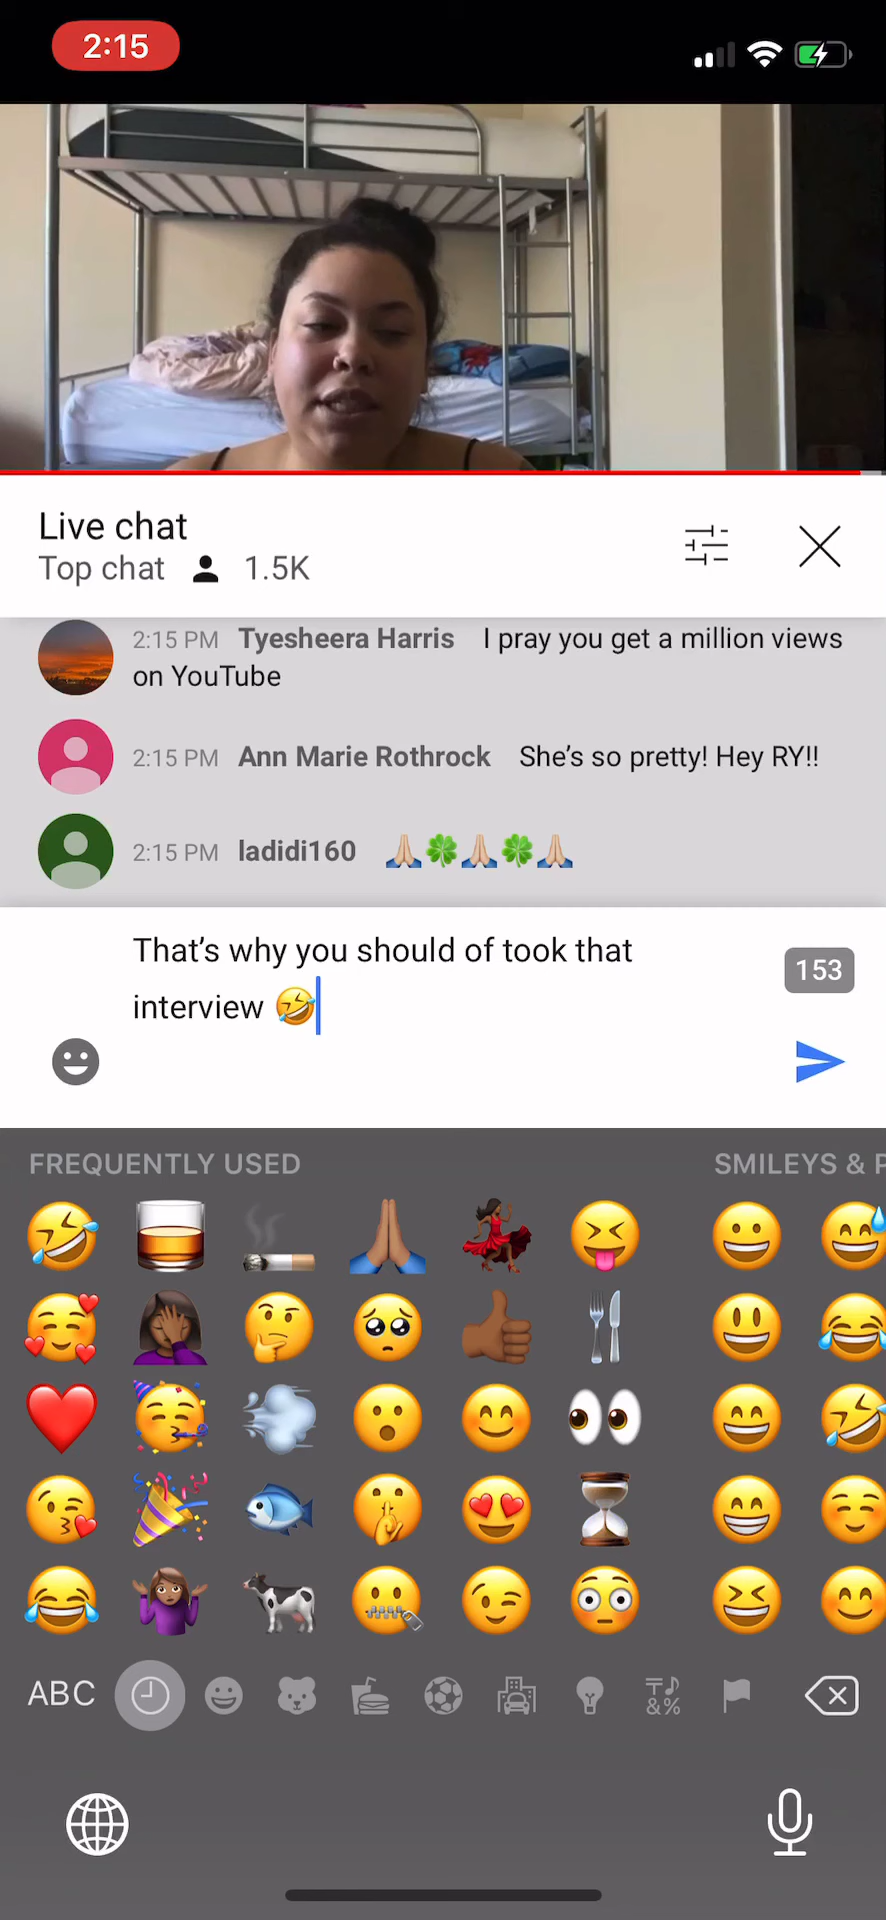 2:15
Live chat
Top chat 1.5K
2:15 PM Tyesheera Harris I pray you get a million views
on YouTube
2:15 PM Ann Marie Rothrock She's so pretty! Hey RY!!
2:15 PM ladidi160 🙏🏼🍀🙏🏼🍀🙏🏼
That's why you should of took that
153
interview 🤣
FREQUENTLY USED SMILEYS & P
ABC